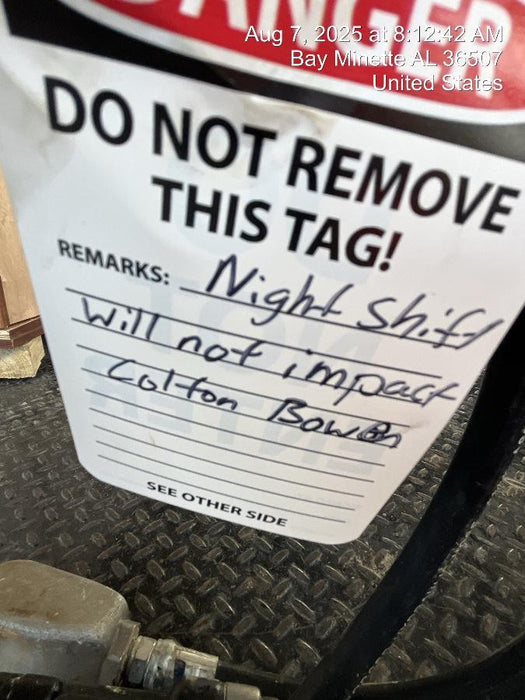 DANGER
Aug 7, 2025 at 8:12:42 AM
Bay Minette AL 36507
United States
DO NOT REMOVE
THIS TAG!
REMARKS: Night shift
will not impact
Colton Bowen
SEE OTHER SIDE